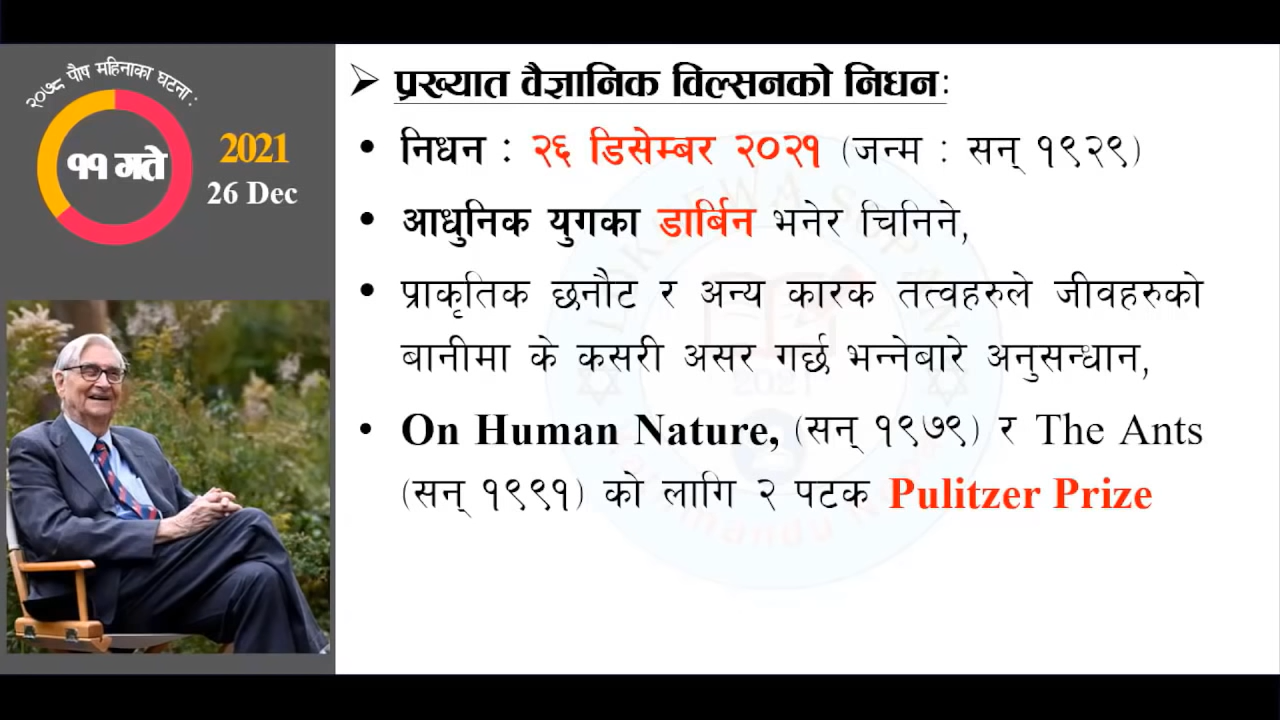 २०७८ पौष महिनाका घटना :
११ गते
2021
26 Dec
➢ प्रख्यात वैज्ञानिक विल्सनको निधनः
• निधन : २६ डिसेम्बर २०२१ (जन्म : सन् १९२९)
• आधुनिक युगका डार्बिन भनेर चिनिने,
• प्राकृतिक छनौट र अन्य कारक तत्वहरुले जीवहरुको
बानीमा के कसरी असर गर्छ भन्नेबारे अनुसन्धान,
• On Human Nature, (सन् १९७९) र The Ants
(सन् १९९१) को लागि २ पटक Pulitzer Prize
2021